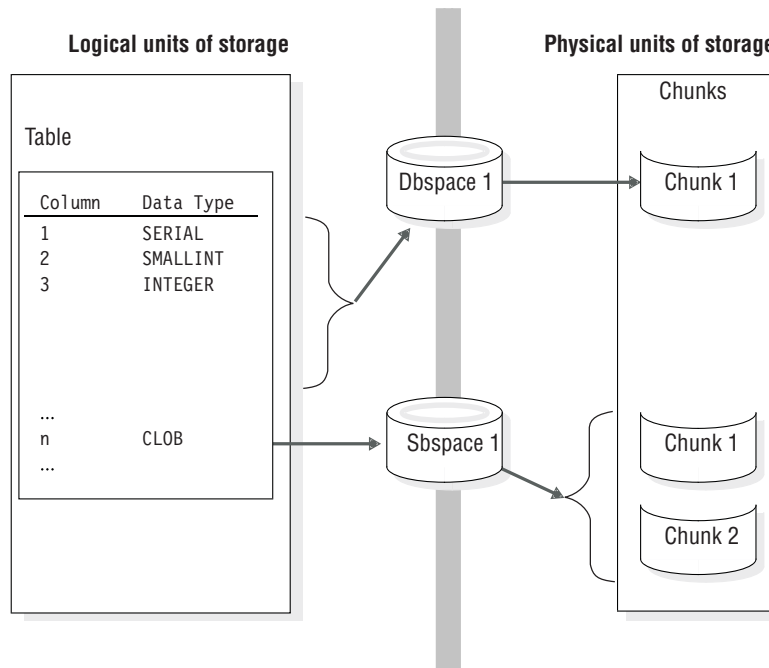 Logical units of storage
Physical units of storage
Chunks
Table
Dbspace 1
Chunk 1
Column Data Type
1 SERIAL
2 SMALLINT
3 INTEGER
...
n CLOB
...
Sbspace 1
Chunk 1
Chunk 2